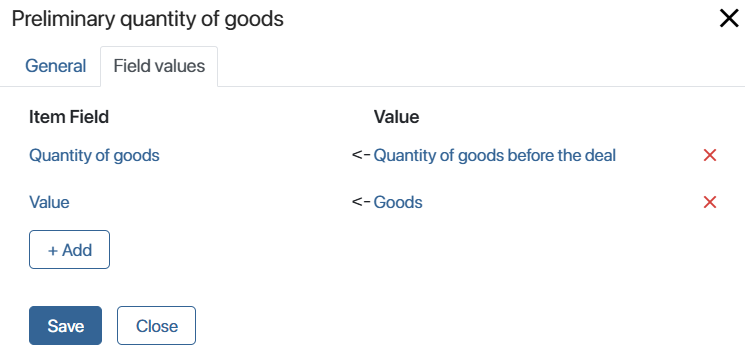 Preliminary quantity of goods
General Field values
Item Field Value
Quantity of goods <- Quantity of goods before the deal
Value <- Goods
+ Add
Save Close